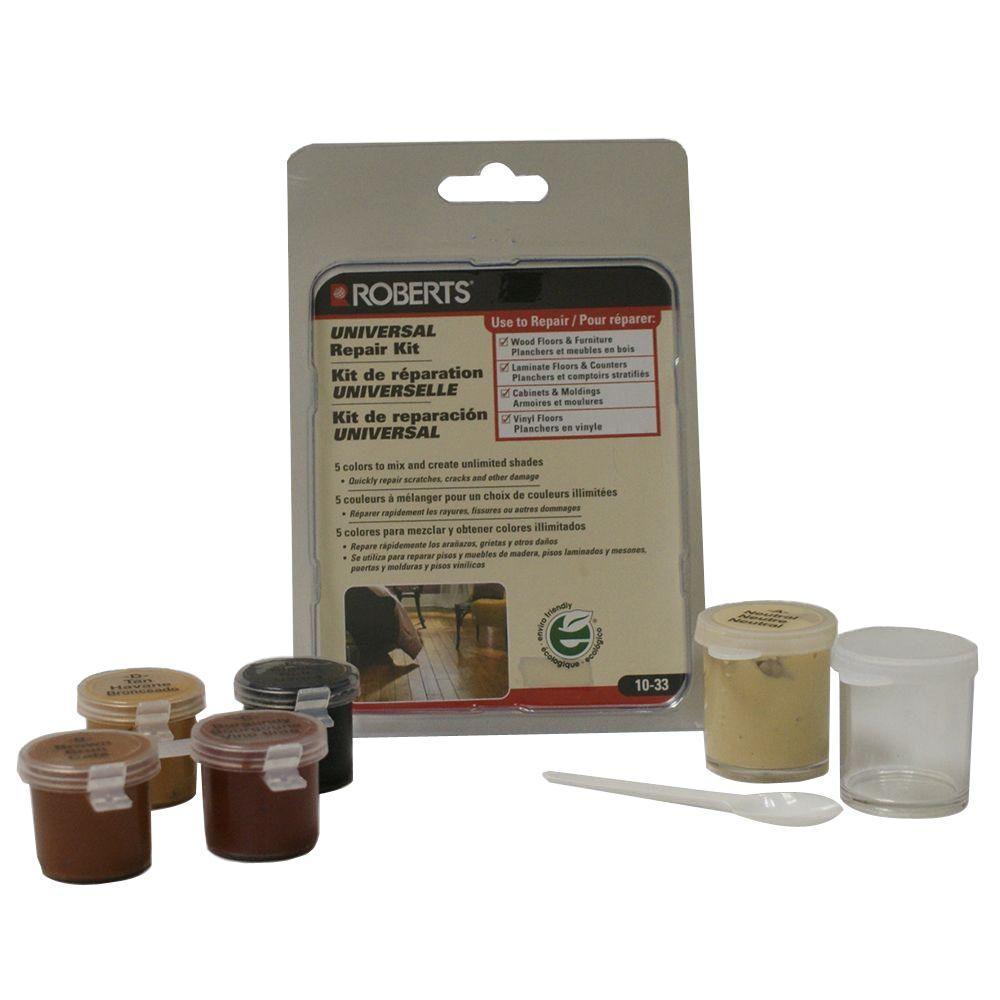 ROBERTS®
UNIVERSAL
Repair Kit
Kit de réparation
UNIVERSELLE
Kit de reparación
UNIVERSAL
Use to Repair / Pour réparer:
Wood Floors & Furniture
Planchers et meubles en bois
Laminate Floors & Counters
Planchers et comptoirs stratifiés
Cabinets & Moldings
Armoires et moulures
Vinyl Floors
Planchers en vinyle
5 colors to mix and create unlimited shades
• Quickly repair scratches, cracks and other damage
5 couleurs à mélanger pour un choix de couleurs illimitées
• Réparer rapidement les rayures, fissures ou autres dommages
5 colores para mezclar y obtener colores illimitados
• Repare rápidamente los arañazos, grietas y otros daños
• Se utiliza para reparar pisos y muebles de madera, pisos laminados y mesones,
puertas y molduras y pisos vinílicos
enviro friendly
écologique · ecológico
10-33
-A-
Neutral
Neutre
Neutral
-D-
Tan
Havane
Bronceado
Brown
Brun
Café
Burgundy
Bourgogne